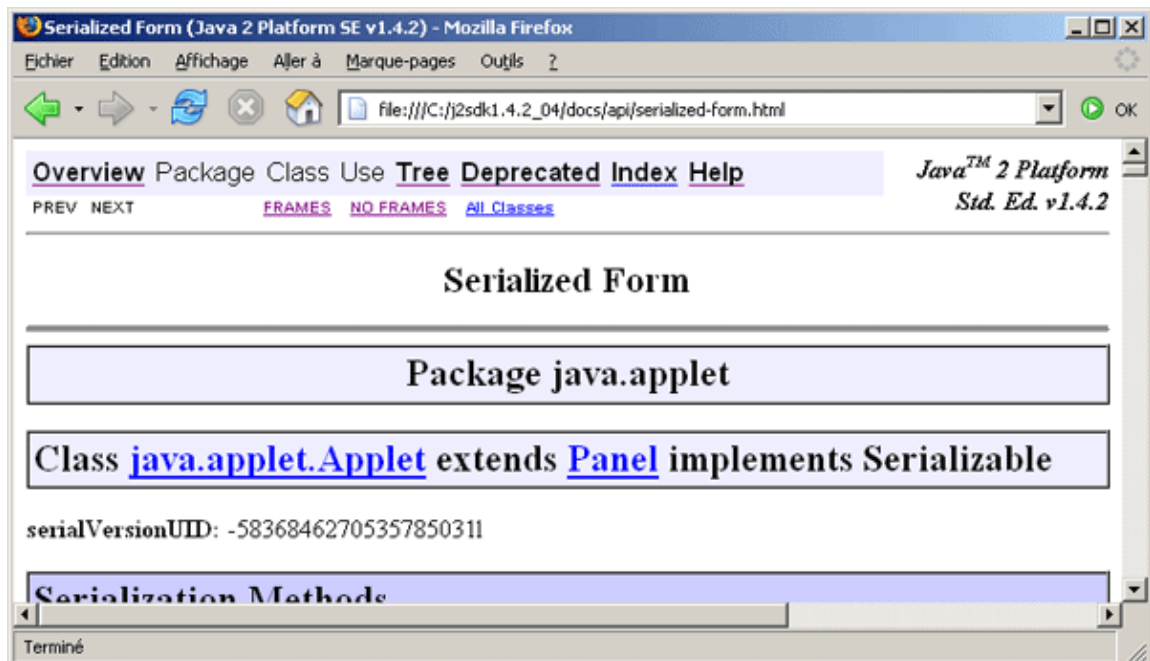 Serialized Form (Java 2 Platform SE v1.4.2) - Mozilla Firefox
Fichier Edition Affichage Aller à Marque-pages Outils ?
file:///C:/j2sdk1.4.2_04/docs/api/serialized-form.html OK
Overview Package Class Use Tree Deprecated Index Help
PREV NEXT FRAMES NO FRAMES All Classes
Java™ 2 Platform
Std. Ed. v1.4.2
Serialized Form
Package java.applet
Class java.applet.Applet extends Panel implements Serializable
serialVersionUID: -5836846270535785031l
Serialization Methods
Terminé